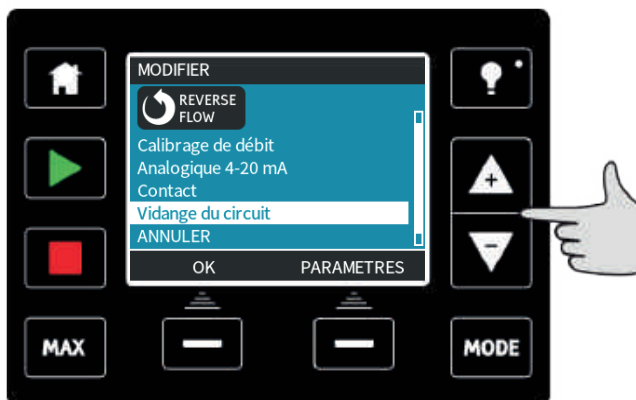 MODIFIER
REVERSE
FLOW
Calibrage de débit
Analogique 4-20 mA
Contact
Vidange du circuit
ANNULER
OK PARAMETRES
+
-
MAX
MODE